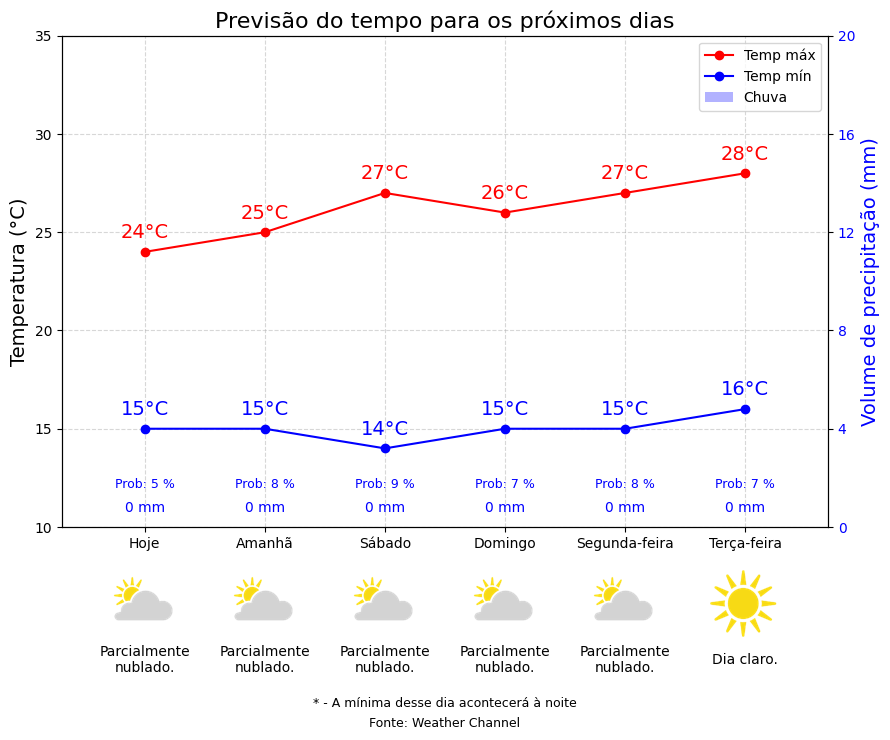 Previsão do tempo para os próximos dias
Temperatura (°C)
Volume de precipitação (mm)
35
30
25
20
15
10
20
16
12
8
4
0
Temp máx
Temp mín
Chuva
24°C
25°C
27°C
26°C
27°C
28°C
15°C
15°C
14°C
15°C
15°C
16°C
Prob: 5 %
Prob: 8 %
Prob: 9 %
Prob: 7 %
Prob: 8 %
Prob: 7 %
0 mm
0 mm
0 mm
0 mm
0 mm
0 mm
Hoje
Amanhã
Sábado
Domingo
Segunda-feira
Terça-feira
Parcialmente
nublado.
Parcialmente
nublado.
Parcialmente
nublado.
Parcialmente
nublado.
Parcialmente
nublado.
Dia claro.
* - A mínima desse dia acontecerá à noite
Fonte: Weather Channel